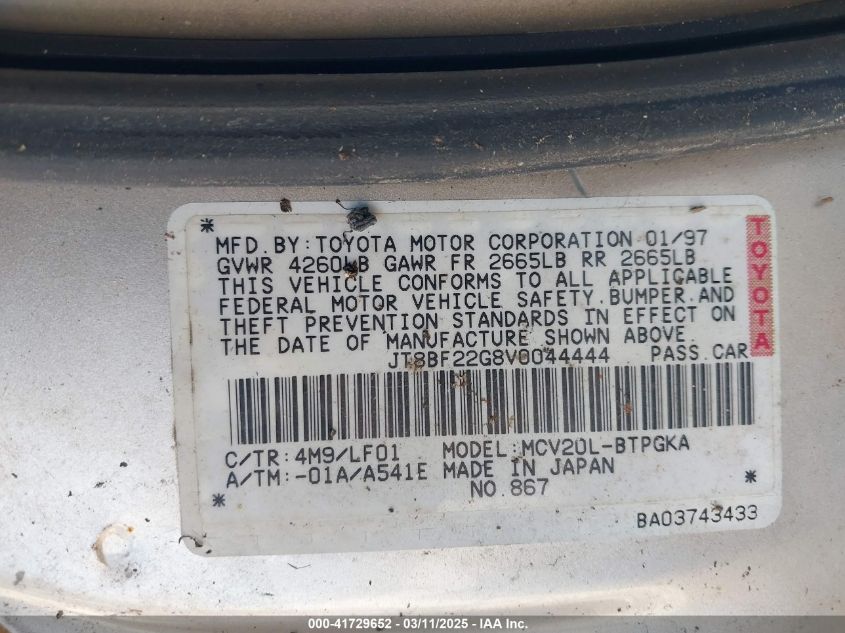 MFD. BY: TOYOTA MOTOR CORPORATION 01/97
GVWR 4260LB GAWR FR 2665LB RR 2665LB
THIS VEHICLE CONFORMS TO ALL APPLICABLE
FEDERAL MOTOR VEHICLE SAFETY. BUMPER. AND
THEFT PREVENTION STANDARDS IN EFFECT ON
THE DATE OF MANUFACTURE SHOWN ABOVE.
JT8BF22G8V0044444 PASS. CAR
TOYOTA
C/TR: 4M9/LF01 MODEL: MCV20L-BTPGKA
A/TM: -01A/A541E MADE IN JAPAN
NO. 867
BA03743433
000-41729652 - 03/11/2025 - IAA Inc.